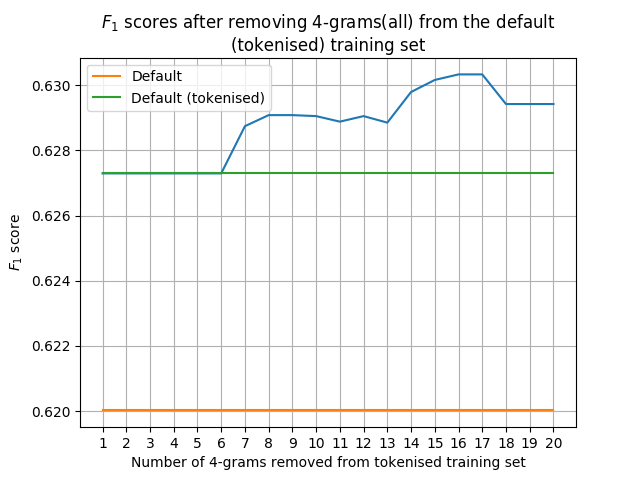 F1 scores after removing 4-grams(all) from the default
(tokenised) training set
Default
Default (tokenised)
0.630
0.628
0.626
0.624
0.622
0.620
F1 score
1 2 3 4 5 6 7 8 9 10 11 12 13 14 15 16 17 18 19 20
Number of 4-grams removed from tokenised training set